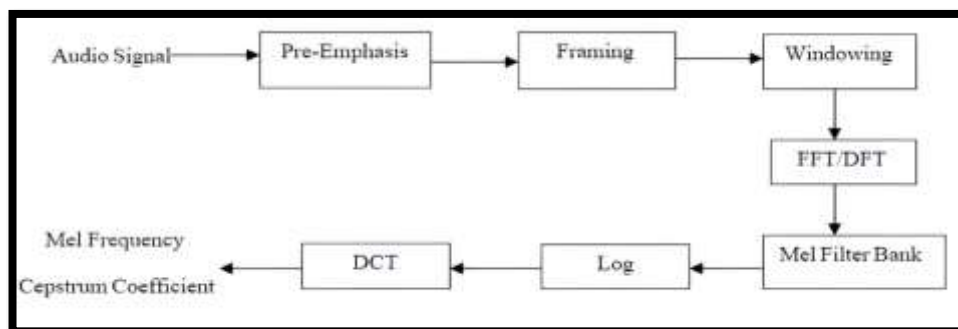 Audio Signal
Pre-Emphasis
Framing
Windowing
FFT/DFT
Mel Filter Bank
Log
DCT
Mel Frequency
Cepstrum Coefficient